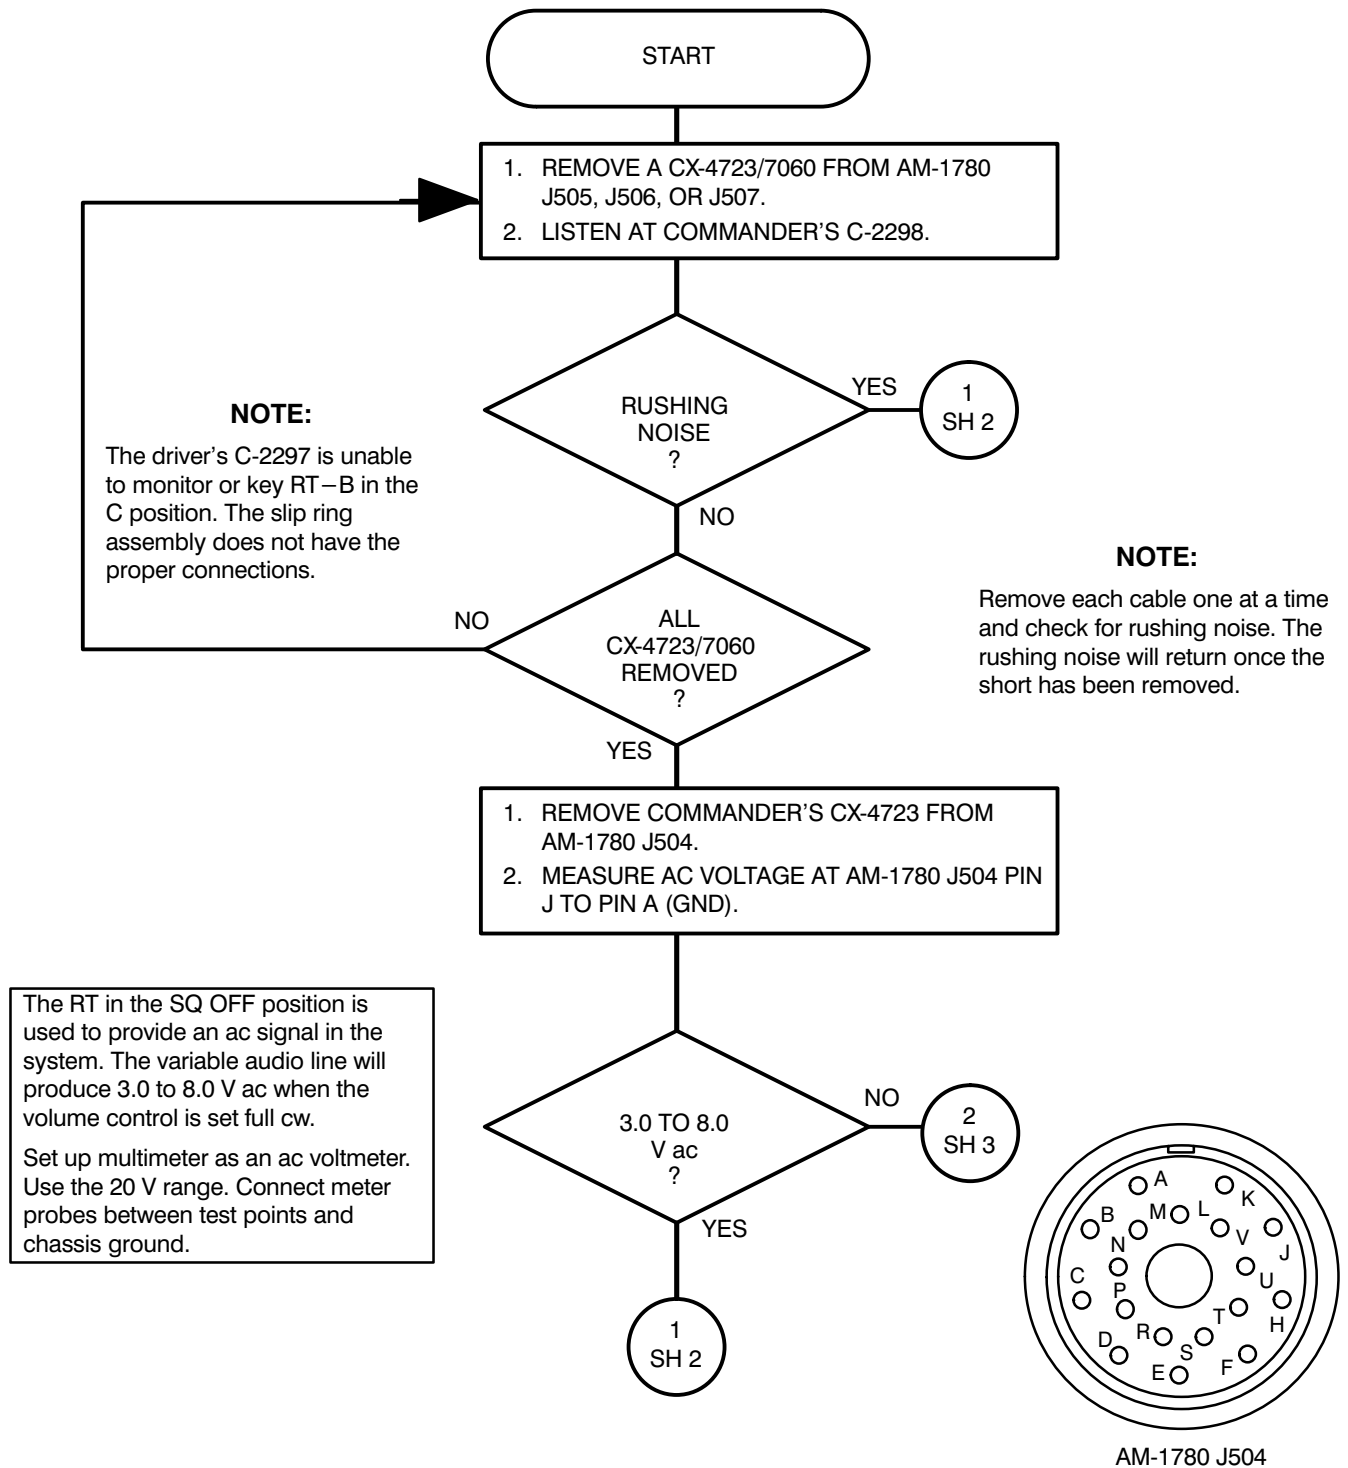 START
1. REMOVE A CX-4723/7060 FROM AM-1780
J505, J506, OR J507.
2. LISTEN AT COMMANDER'S C-2298.
RUSHING
NOISE
?
YES
1
SH 2
NO
NOTE:
The driver's C-2297 is unable
to monitor or key RT−B in the
C position. The slip ring
assembly does not have the
proper connections.
NOTE:
Remove each cable one at a time
and check for rushing noise. The
rushing noise will return once the
short has been removed.
ALL
CX-4723/7060
REMOVED
?
NO
YES
1. REMOVE COMMANDER'S CX-4723 FROM
AM-1780 J504.
2. MEASURE AC VOLTAGE AT AM-1780 J504 PIN
J TO PIN A (GND).
The RT in the SQ OFF position is
used to provide an ac signal in the
system. The variable audio line will
produce 3.0 to 8.0 V ac when the
volume control is set full cw.
Set up multimeter as an ac voltmeter.
Use the 20 V range. Connect meter
probes between test points and
chassis ground.
3.0 TO 8.0
V ac
?
NO
2
SH 3
YES
1
SH 2
A
K
B
M
L
J
N
V
C
P
U
H
D
R
S
T
E
F
AM-1780 J504